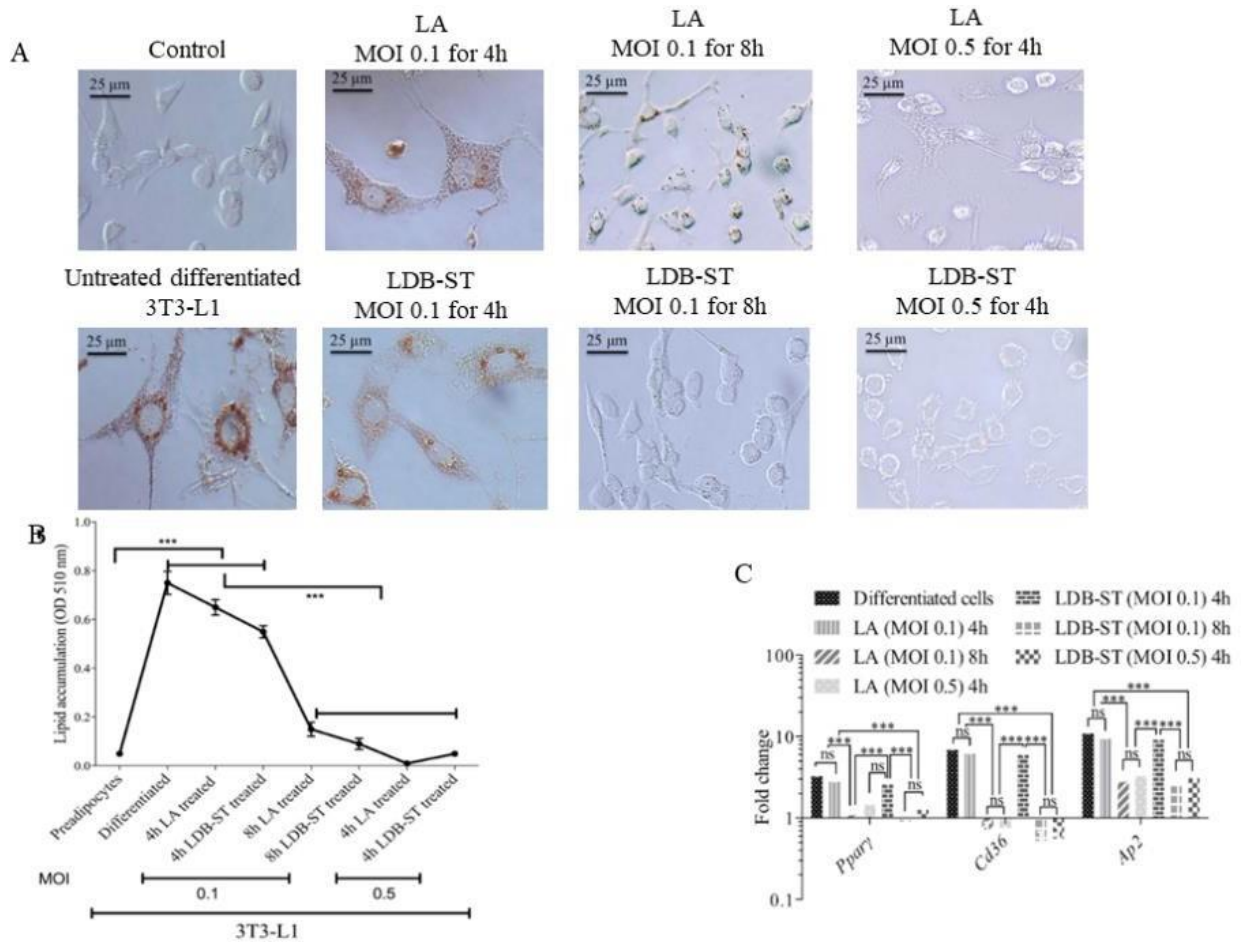 A
Control
LA
MOI 0.1 for 4h
LA
MOI 0.1 for 8h
LA
MOI 0.5 for 4h
25 µm
25 µm
25 µm
25 µm
Untreated differentiated
3T3-L1
LDB-ST
MOI 0.1 for 4h
LDB-ST
MOI 0.1 for 8h
LDB-ST
MOI 0.5 for 4h
25 µm
25 µm
25 µm
25 µm
B
Lipid accumulation (OD 510 nm)
1.0
0.8
0.6
0.4
0.2
0.0
***
***
Preadipocytes
Differentiated
4h LA treated
4h LDB-ST treated
8h LA treated
8h LDB-ST treated
4h LA treated
4h LDB-ST treated
MOI
0.1
0.5
3T3-L1
C
Differentiated cells
LA (MOI 0.1) 4h
LA (MOI 0.1) 8h
LA (MOI 0.5) 4h
LDB-ST (MOI 0.1) 4h
LDB-ST (MOI 0.1) 8h
LDB-ST (MOI 0.5) 4h
Fold change
100
10
1
0.1
ns
***
***
***
ns
***
ns
ns
***
***
ns
***
***
ns
ns
***
***
ns
***
***
ns
Pparγ
Cd36
Ap2